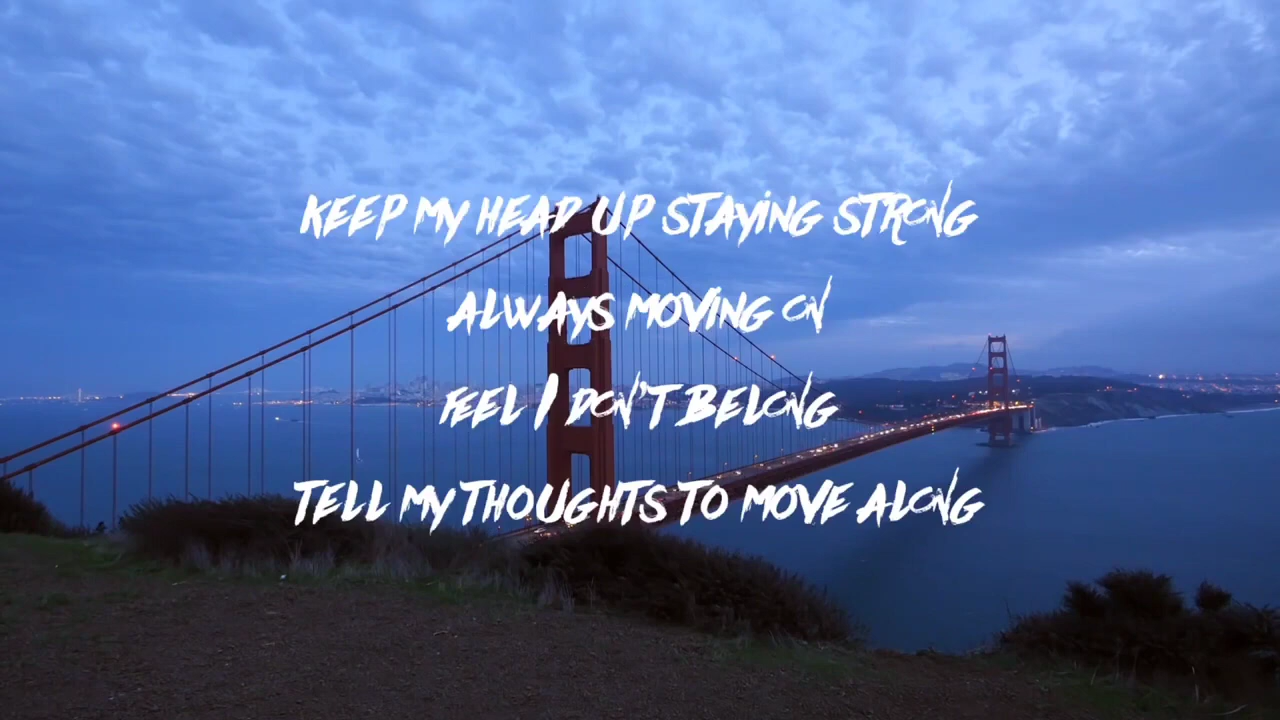 KEEP MY HEAD UP STAYING STRONG
ALWAYS MOVING ON
FEEL I DON'T BELONG
TELL MY THOUGHTS TO MOVE ALONG